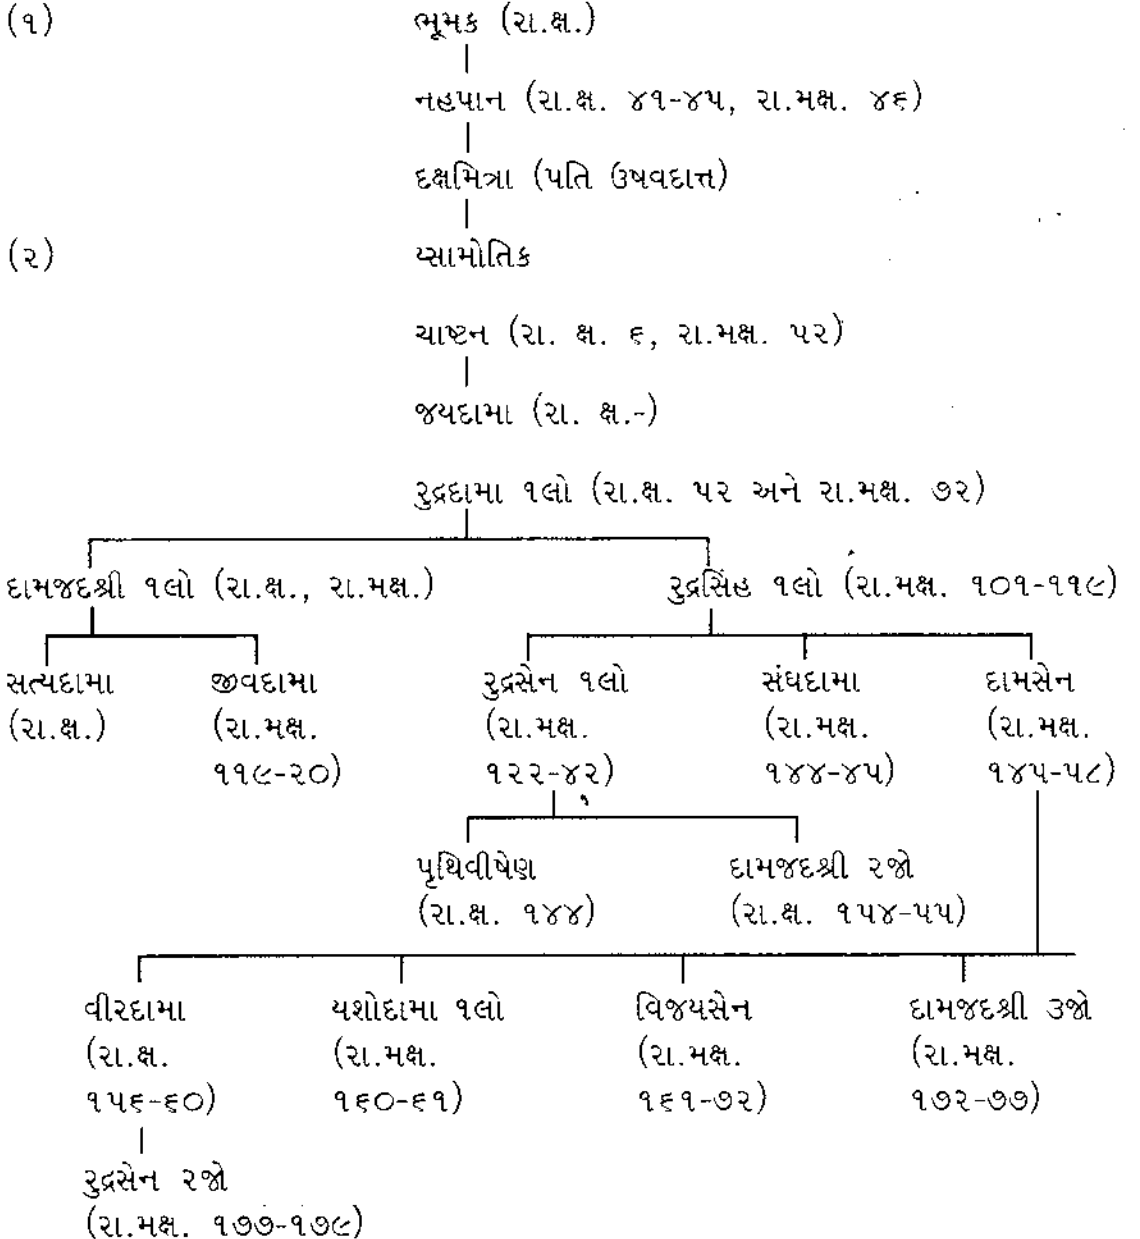 (૧) ભૂમક (રા.ક્ષ.)
નહપાન (રા.ક્ષ. ૪૧-૪૫, રા.મક્ષ. ૪૬)
દક્ષમિત્રા (પતિ ઉષવદાત્ત)
(૨) ય્સામોતિક
ચાષ્ટન (રા. ક્ષ. ૬, રા.મક્ષ. ૫૨)
જયદામા (રા. ક્ષ.-)
રુદ્રદામા ૧લો (રા.ક્ષ. ૫૨ અને રા.મક્ષ. ૭૨)
દામજદશ્રી ૧લો (રા.ક્ષ., રા.મક્ષ.) રુદ્રસિંહ ૧લો (રા.મક્ષ. ૧૦૧-૧૧૯)
સત્યદામા જીવદામા રુદ્રસેન ૧લો સંઘદામા દામસેન
(રા.ક્ષ.) (રા.મક્ષ. (રા.મક્ષ. (રા.મક્ષ. (રા.મક્ષ.
૧૧૯-૨૦) ૧૨૨-૪૨) ૧૪૪-૪૫) ૧૪૫-૫૮)
પૃથિવીષેણ દામજદશ્રી ૨જો
(રા.ક્ષ. ૧૪૪) (રા.ક્ષ. ૧૫૪-૫૫)
વીરદામા યશોદામા ૧લો વિજયસેન દામજદશ્રી ૩જો
(રા.ક્ષ. (રા.મક્ષ. (રા.મક્ષ. (રા.મક્ષ.
૧૫૬-૬૦) ૧૬૦-૬૧) ૧૬૧-૭૨) ૧૭૨-૭૭)
રુદ્રસેન ૨જો
(રા.મક્ષ. ૧૭૭-૧૭૯)